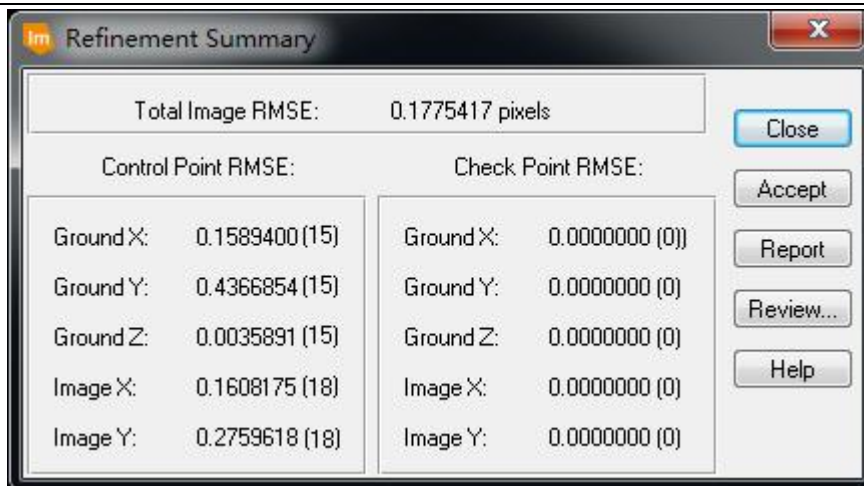 Im Refinement Summary
Total Image RMSE: 0.1775417 pixels
Control Point RMSE: Check Point RMSE:
Ground X: 0.1589400 (15) Ground X: 0.0000000 (0))
Ground Y: 0.4366854 (15) Ground Y: 0.0000000 (0)
Ground Z: 0.0035891 (15) Ground Z: 0.0000000 (0)
Image X: 0.1608175 (18) Image X: 0.0000000 (0)
Image Y: 0.2759618 (18) Image Y: 0.0000000 (0)
Close
Accept
Report
Review...
Help